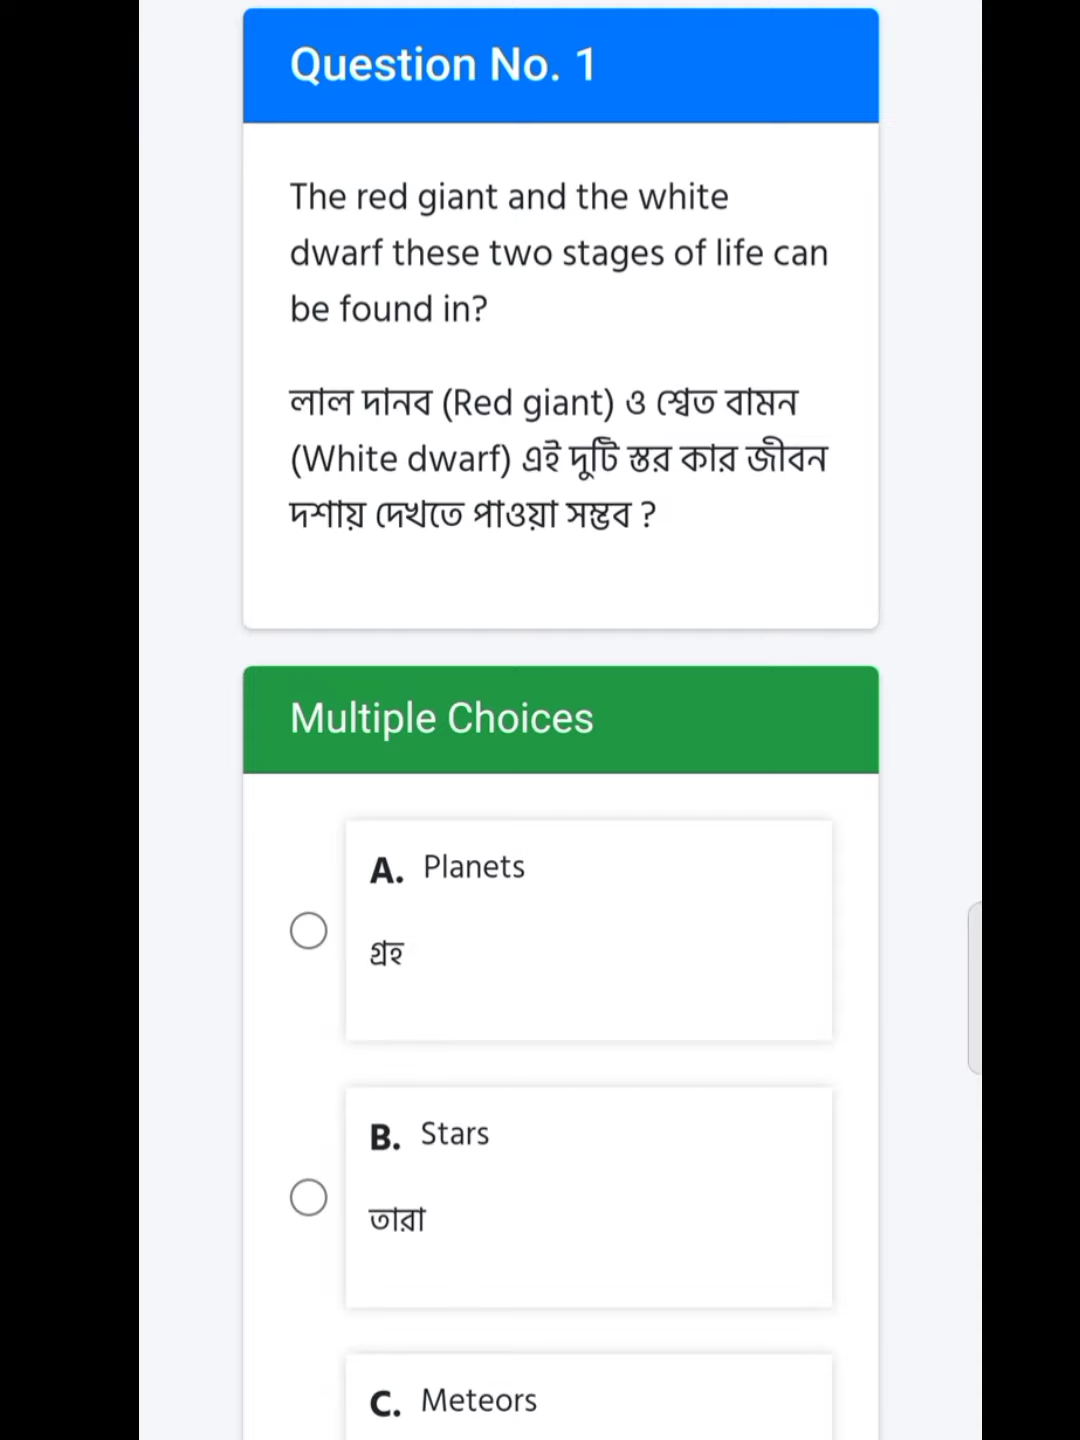 Question No. 1
The red giant and the white
dwarf these two stages of life can
be found in?
লাল দানব (Red giant) ও শ্বেত বামন
(White dwarf) এই দুটি স্তর কার জীবন
দশায় দেখতে পাওয়া সম্ভব ?
Multiple Choices
A. Planets
গ্রহ
B. Stars
তারা
C. Meteors